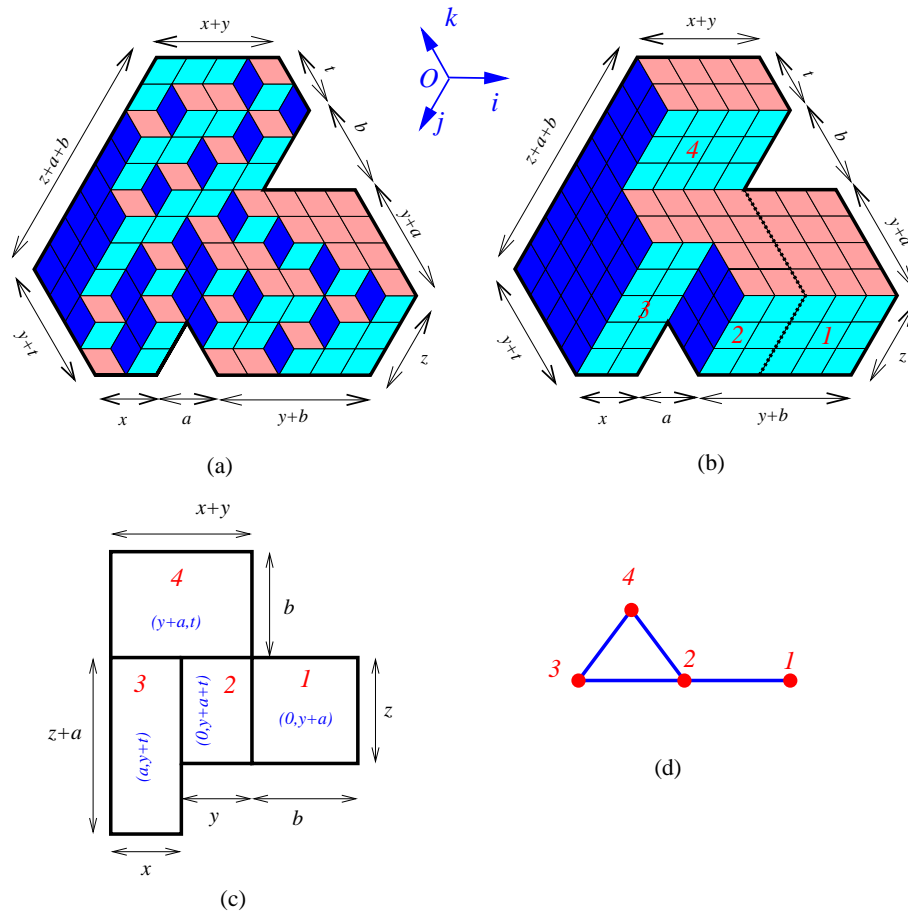 x+y
t
b
z+a+b
y+a
y+t
z
x
a
y+b
(a)
k
O
i
j
x+y
t
b
z+a+b
4
y+a
y+t
3
2
1
z
x
a
y+b
(b)
x+y
4
(y+a,t)
b
3
2
1
z+a
(a,y+t)
(0,y+a+t)
(0,y+a)
z
y
b
x
(c)
4
3
2
1
(d)